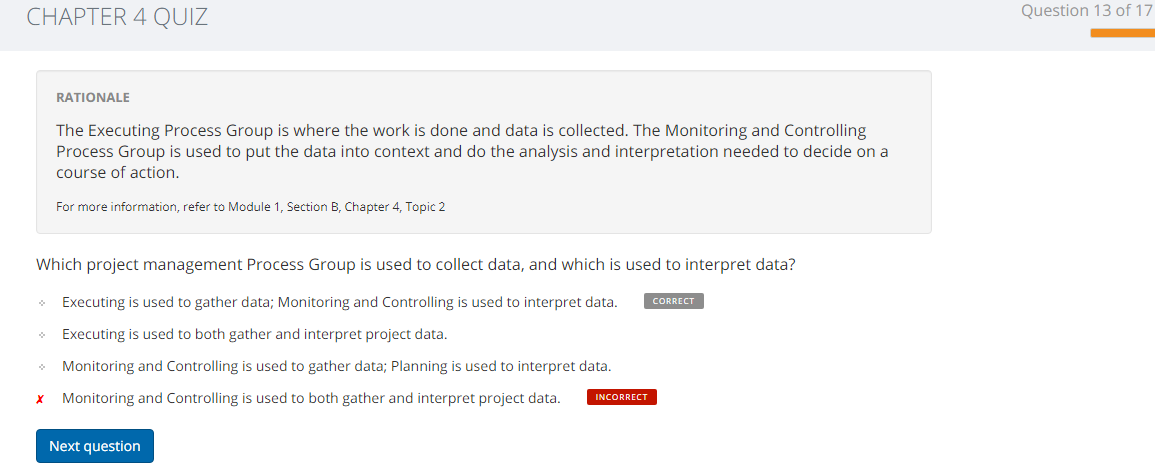 CHAPTER 4 QUIZ
Question 13 of 17
RATIONALE
The Executing Process Group is where the work is done and data is collected. The Monitoring and Controlling
Process Group is used to put the data into context and do the analysis and interpretation needed to decide on a
course of action.
For more information, refer to Module 1, Section B, Chapter 4, Topic 2
Which project management Process Group is used to collect data, and which is used to interpret data?
Executing is used to gather data; Monitoring and Controlling is used to interpret data. CORRECT
Executing is used to both gather and interpret project data.
Monitoring and Controlling is used to gather data; Planning is used to interpret data.
✗ Monitoring and Controlling is used to both gather and interpret project data. INCORRECT
Next question